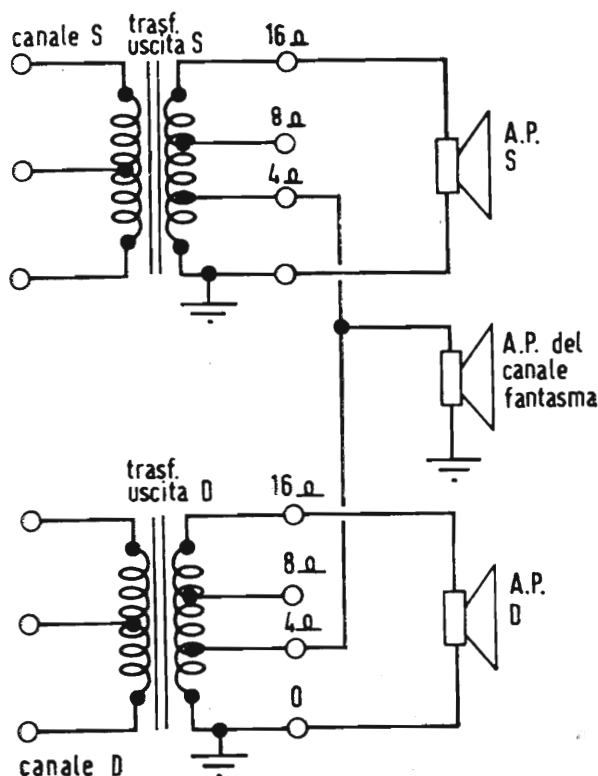 canale S
trasf.
uscita S
16 Ω
8 Ω
4 Ω
A.P.
S
A.P. del
canale
fantasma
trasf.
uscita D
16 Ω
8 Ω
4 Ω
0
A.P.
D
canale D